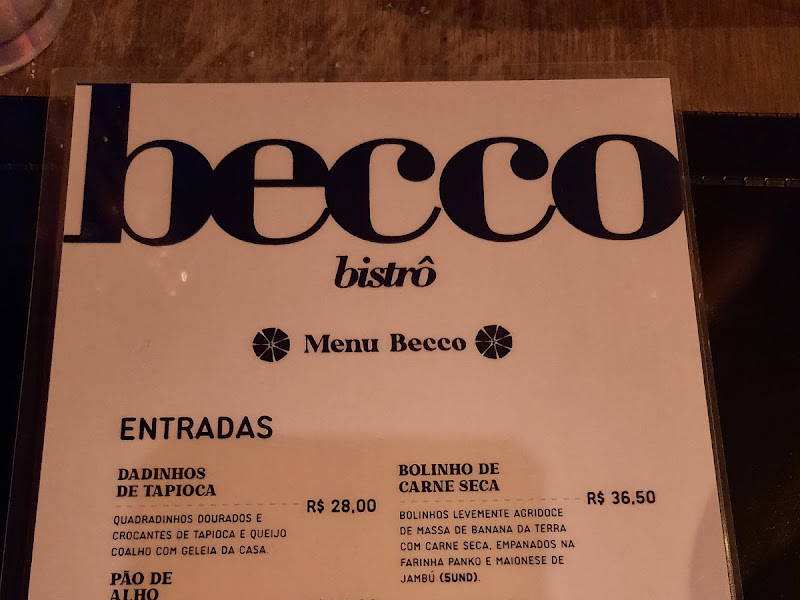 becco
bistrô
Menu Becco
ENTRADAS
DADINHOS
DE TAPIOCA
R$ 28,00
QUADRADINHOS DOURADOS E
CROCANTES DE TAPIOCA E QUEIJO
COALHO COM GELEIA DA CASA.
PÃO DE
ALHO
BOLINHO DE
CARNE SECA
R$ 36,50
BOLINHOS LEVEMENTE AGRIDOCE
DE MASSA DE BANANA DA TERRA
COM CARNE SECA, EMPANADOS NA
FARINHA PANKO E MAIONESE DE
JAMBÚ (5UND).